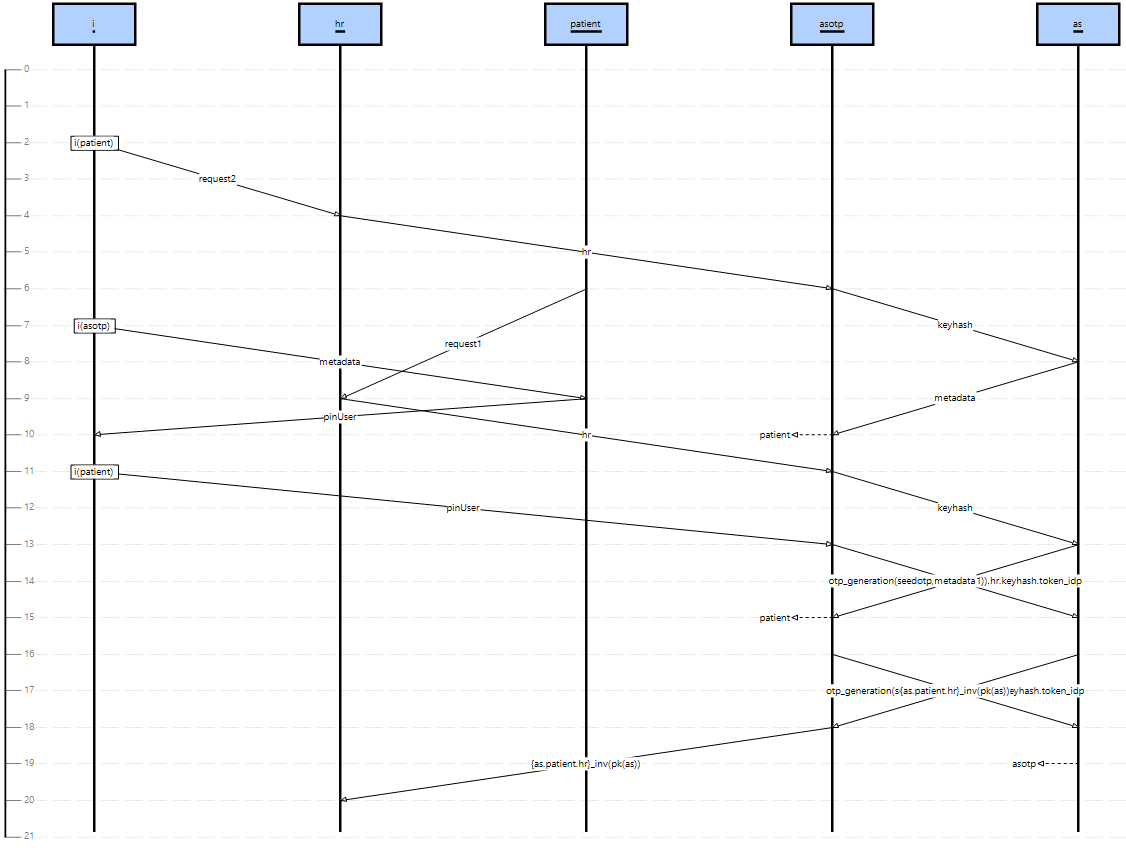 i
hr
patient
asotp
as
0
1
2
i(patient)
3
request2
4
5
hr
6
7
i(asotp)
keyhash
request1
8
metadata
9
metadata
pinUser
10
hr
patient
11
i(patient)
12
pinUser
keyhash
13
14
otp_generation(seedotp,metadata1)).hr.keyhash.token_idp
15
patient
16
17
otp_generation(s{as.patient.hr}_inv(pk(as))eyhash.token_idp
18
19
{as.patient.hr}_inv(pk(as))
asotp
20
21